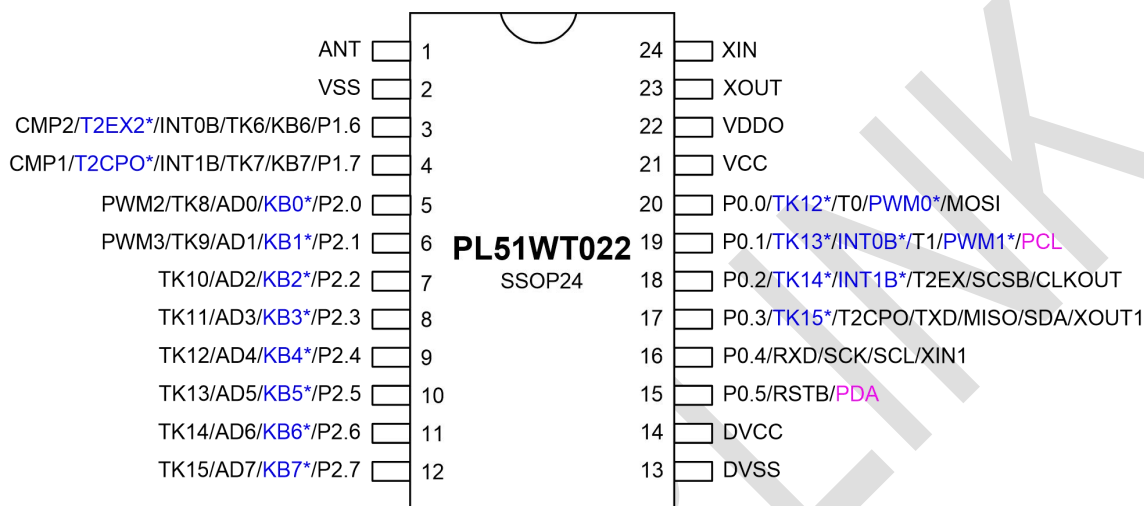 ANT 1
VSS 2
CMP2/T2EX2*/INT0B/TK6/KB6/P1.6 3
CMP1/T2CPO*/INT1B/TK7/KB7/P1.7 4
PWM2/TK8/AD0/KB0*/P2.0 5
PWM3/TK9/AD1/KB1*/P2.1 6
TK10/AD2/KB2*/P2.2 7
TK11/AD3/KB3*/P2.3 8
TK12/AD4/KB4*/P2.4 9
TK13/AD5/KB5*/P2.5 10
TK14/AD6/KB6*/P2.6 11
TK15/AD7/KB7*/P2.7 12
PL51WT022
SSOP24
24 XIN
23 XOUT
22 VDDO
21 VCC
20 P0.0/TK12*/T0/PWM0*/MOSI
19 P0.1/TK13*/INT0B*/T1/PWM1*/PCL
18 P0.2/TK14*/INT1B*/T2EX/SCSB/CLKOUT
17 P0.3/TK15*/T2CPO/TXD/MISO/SDA/XOUT1
16 P0.4/RXD/SCK/SCL/XIN1
15 P0.5/RSTB/PDA
14 DVCC
13 DVSS